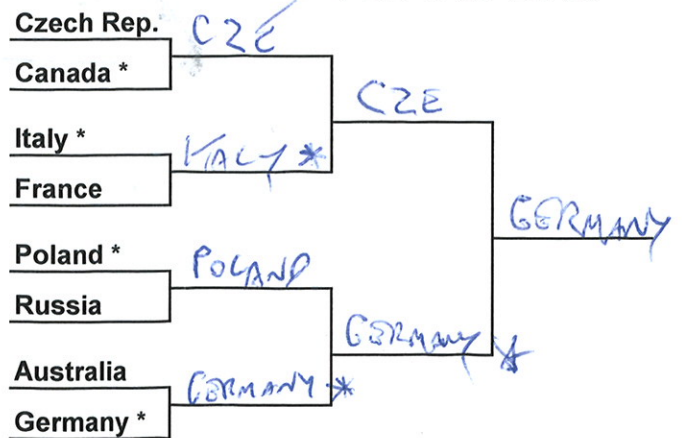 Czech Rep.
CZE
Canada *
CZE
Italy *
ITALY *
France
GERMANY
Poland *
POLAND
Russia
GERMANY *
Australia
GERMANY *
Germany *